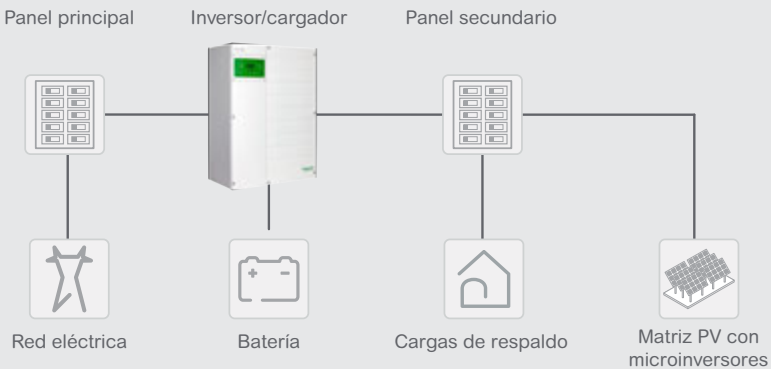 Panel principal
Inversor/cargador
Panel secundario
Red eléctrica
Batería
Cargas de respaldo
Matriz PV con
microinversores